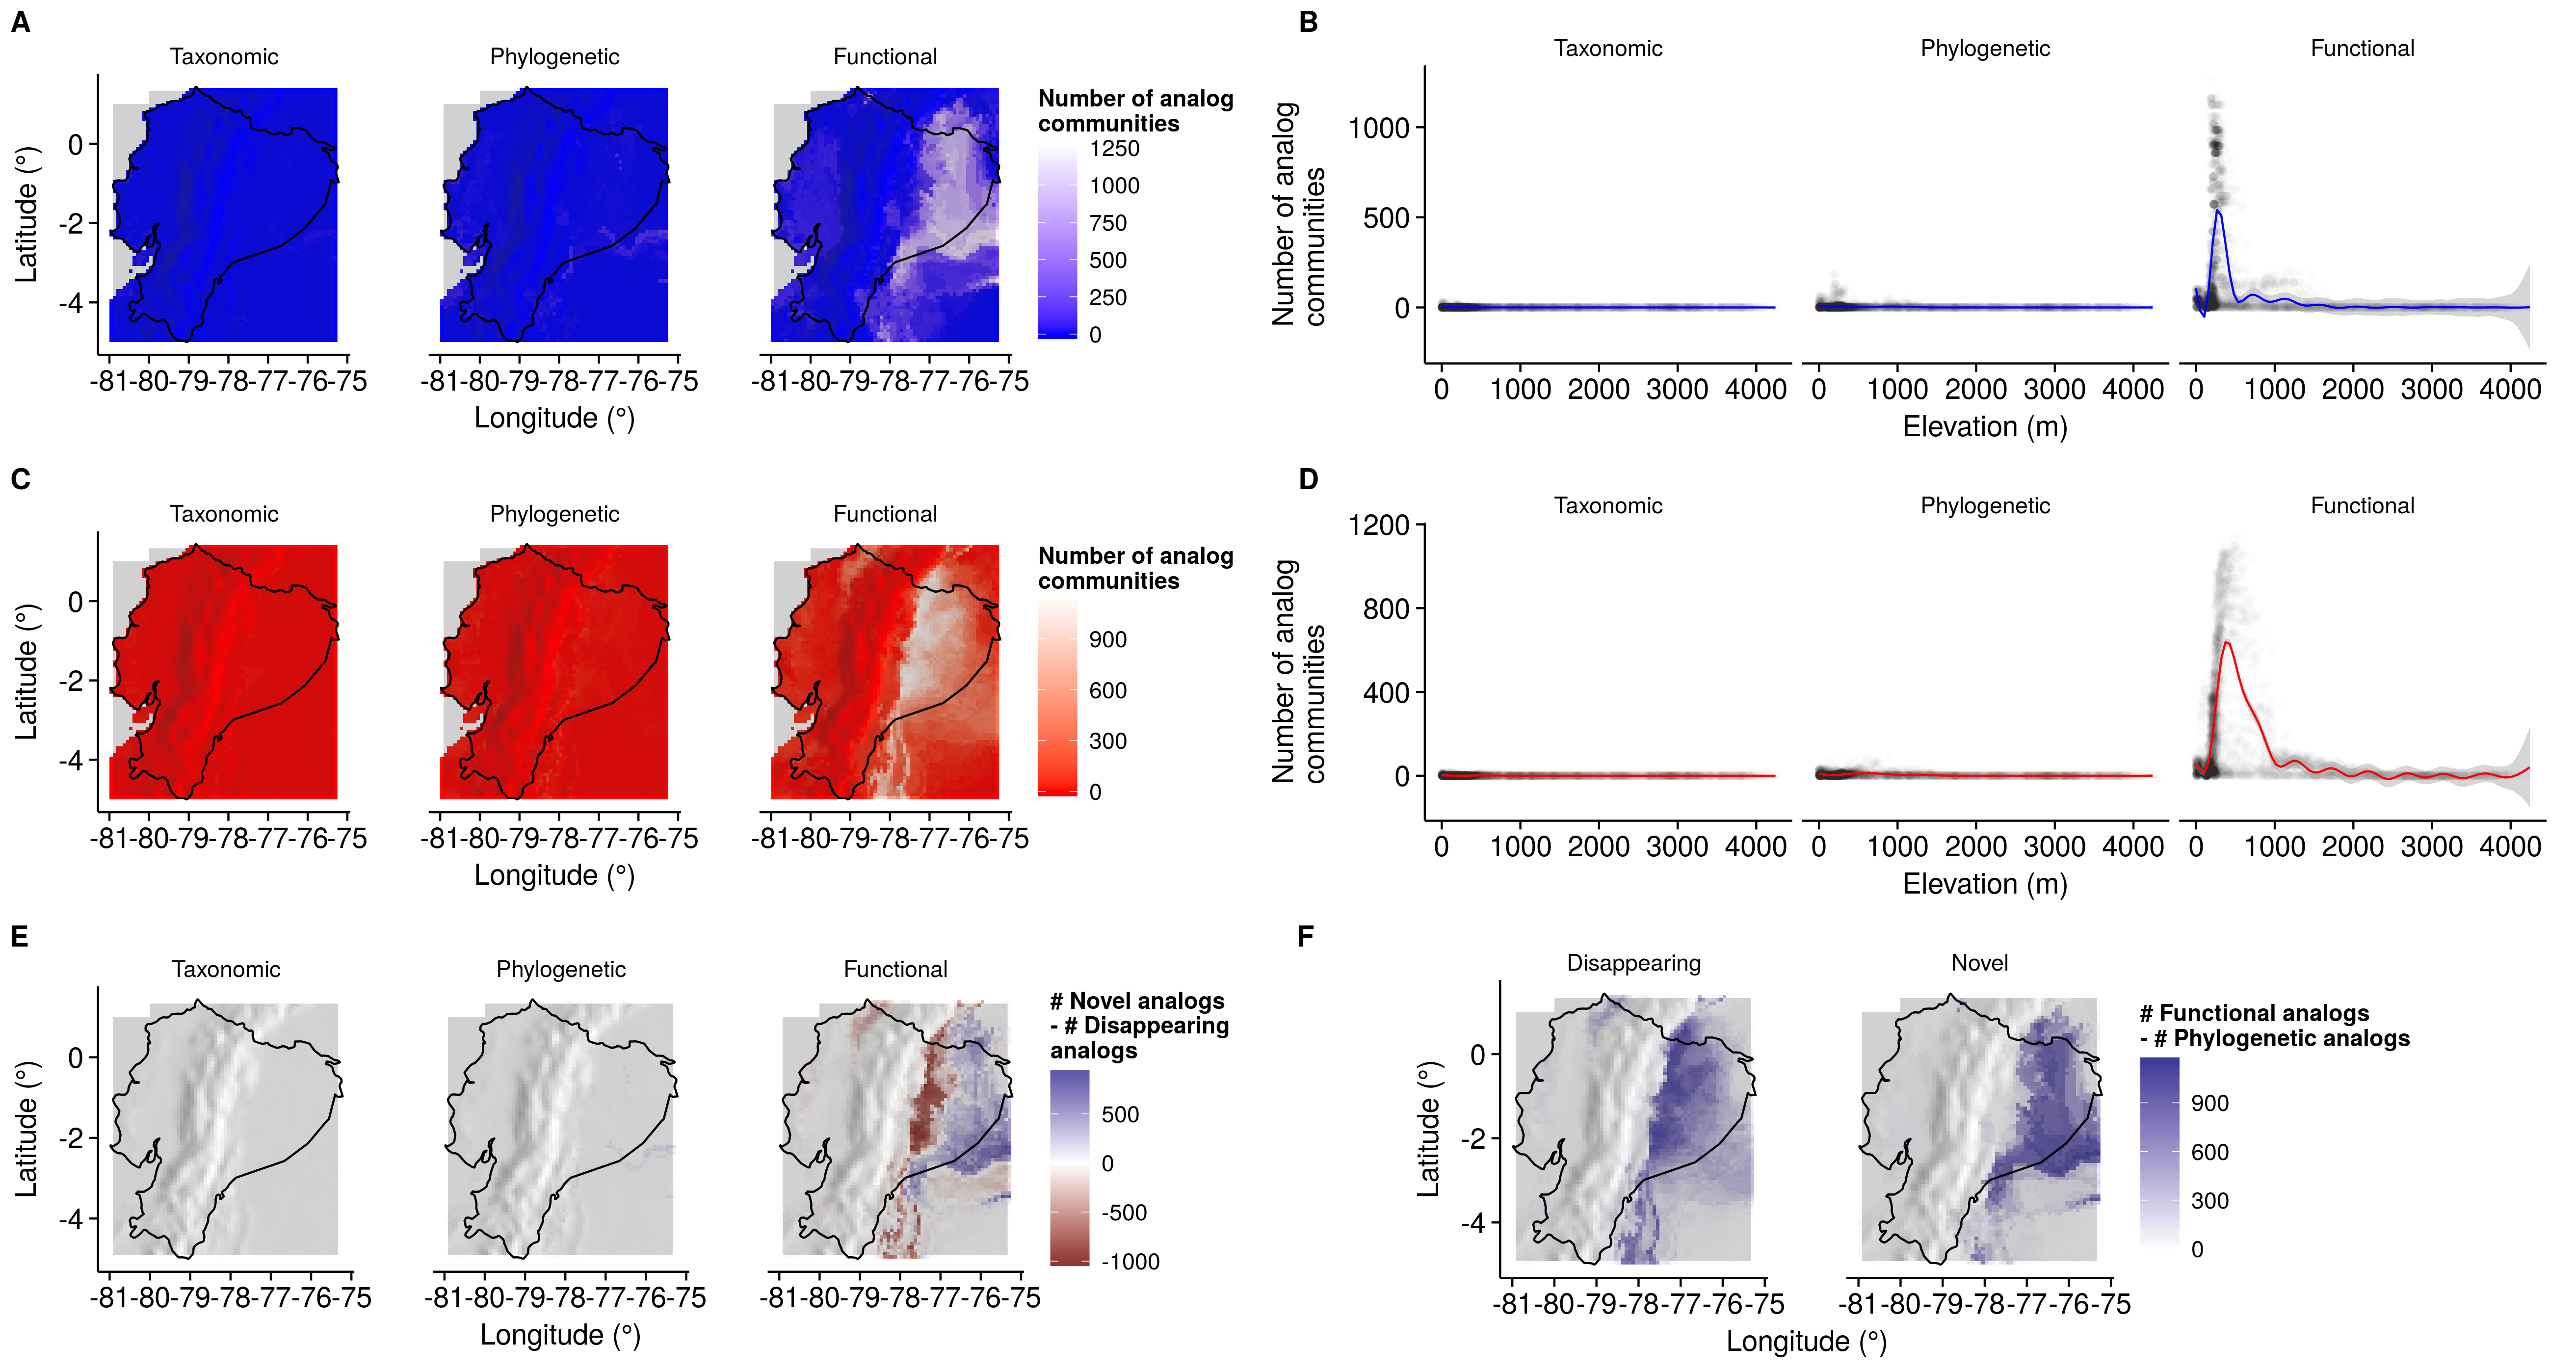 A
Taxonomic
Phylogenetic
Functional
Latitude (°)
0
-2
-4
-81-80-79-78-77-76-75
-81-80-79-78-77-76-75
-81-80-79-78-77-76-75
Longitude (°)
Number of analog
communities
1250
1000
750
500
250
0
B
Taxonomic
Phylogenetic
Functional
Number of analog
communities
1000
500
0
0 1000 2000 3000 4000
0 1000 2000 3000 4000
0 1000 2000 3000 4000
Elevation (m)
C
Taxonomic
Phylogenetic
Functional
Latitude (°)
0
-2
-4
-81-80-79-78-77-76-75
-81-80-79-78-77-76-75
-81-80-79-78-77-76-75
Longitude (°)
Number of analog
communities
900
600
300
0
D
Taxonomic
Phylogenetic
Functional
Number of analog
communities
1200
800
400
0
0 1000 2000 3000 4000
0 1000 2000 3000 4000
0 1000 2000 3000 4000
Elevation (m)
E
Taxonomic
Phylogenetic
Functional
Latitude (°)
0
-2
-4
-81-80-79-78-77-76-75
-81-80-79-78-77-76-75
-81-80-79-78-77-76-75
Longitude (°)
# Novel analogs
- # Disappearing
analogs
500
0
-500
-1000
F
Disappearing
Novel
Latitude (°)
0
-2
-4
-81-80-79-78-77-76-75
-81-80-79-78-77-76-75
Longitude (°)
# Functional analogs
- # Phylogenetic analogs
900
600
300
0